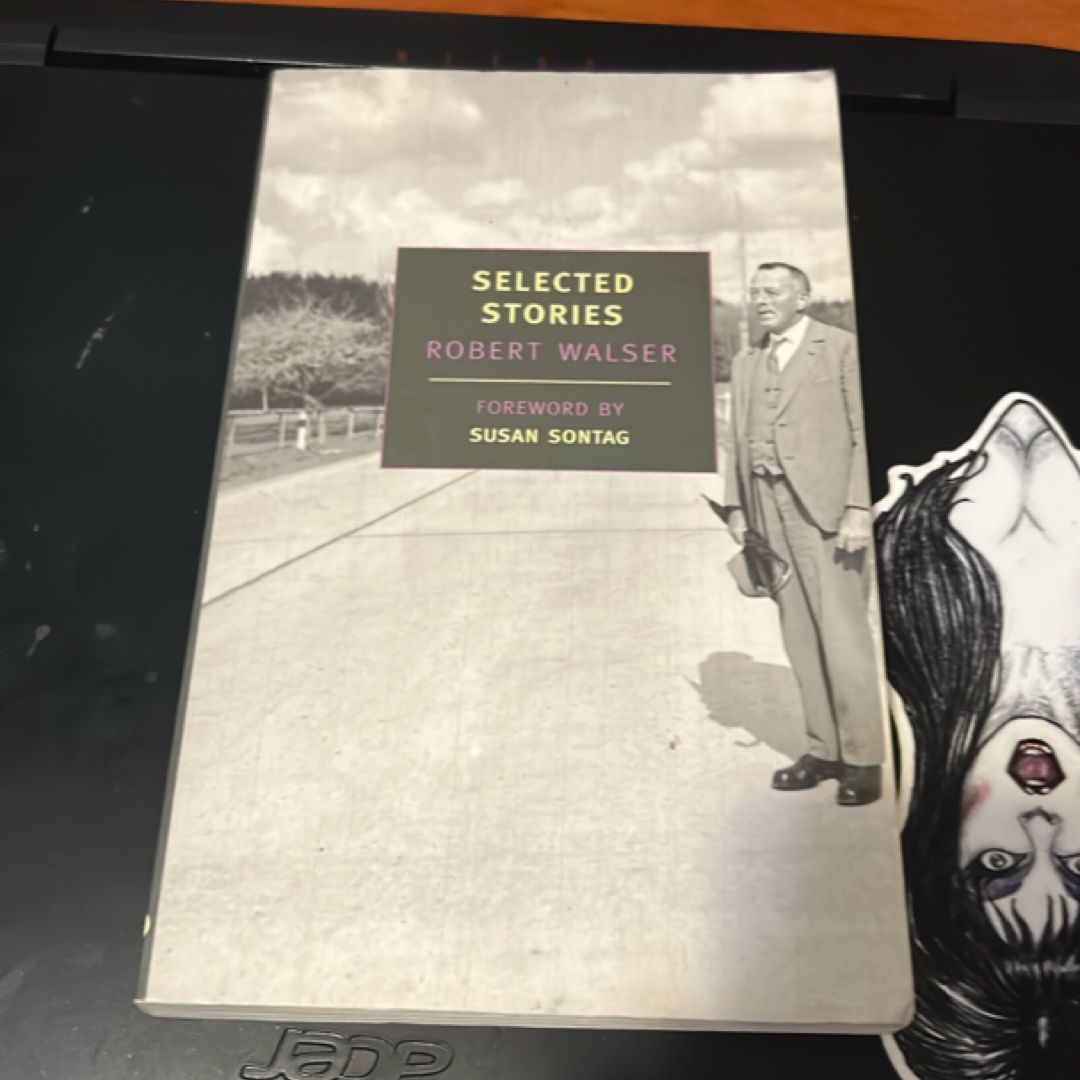 SELECTED
STORIES
ROBERT WALSER
FOREWORD BY
SUSAN SONTAG
acer